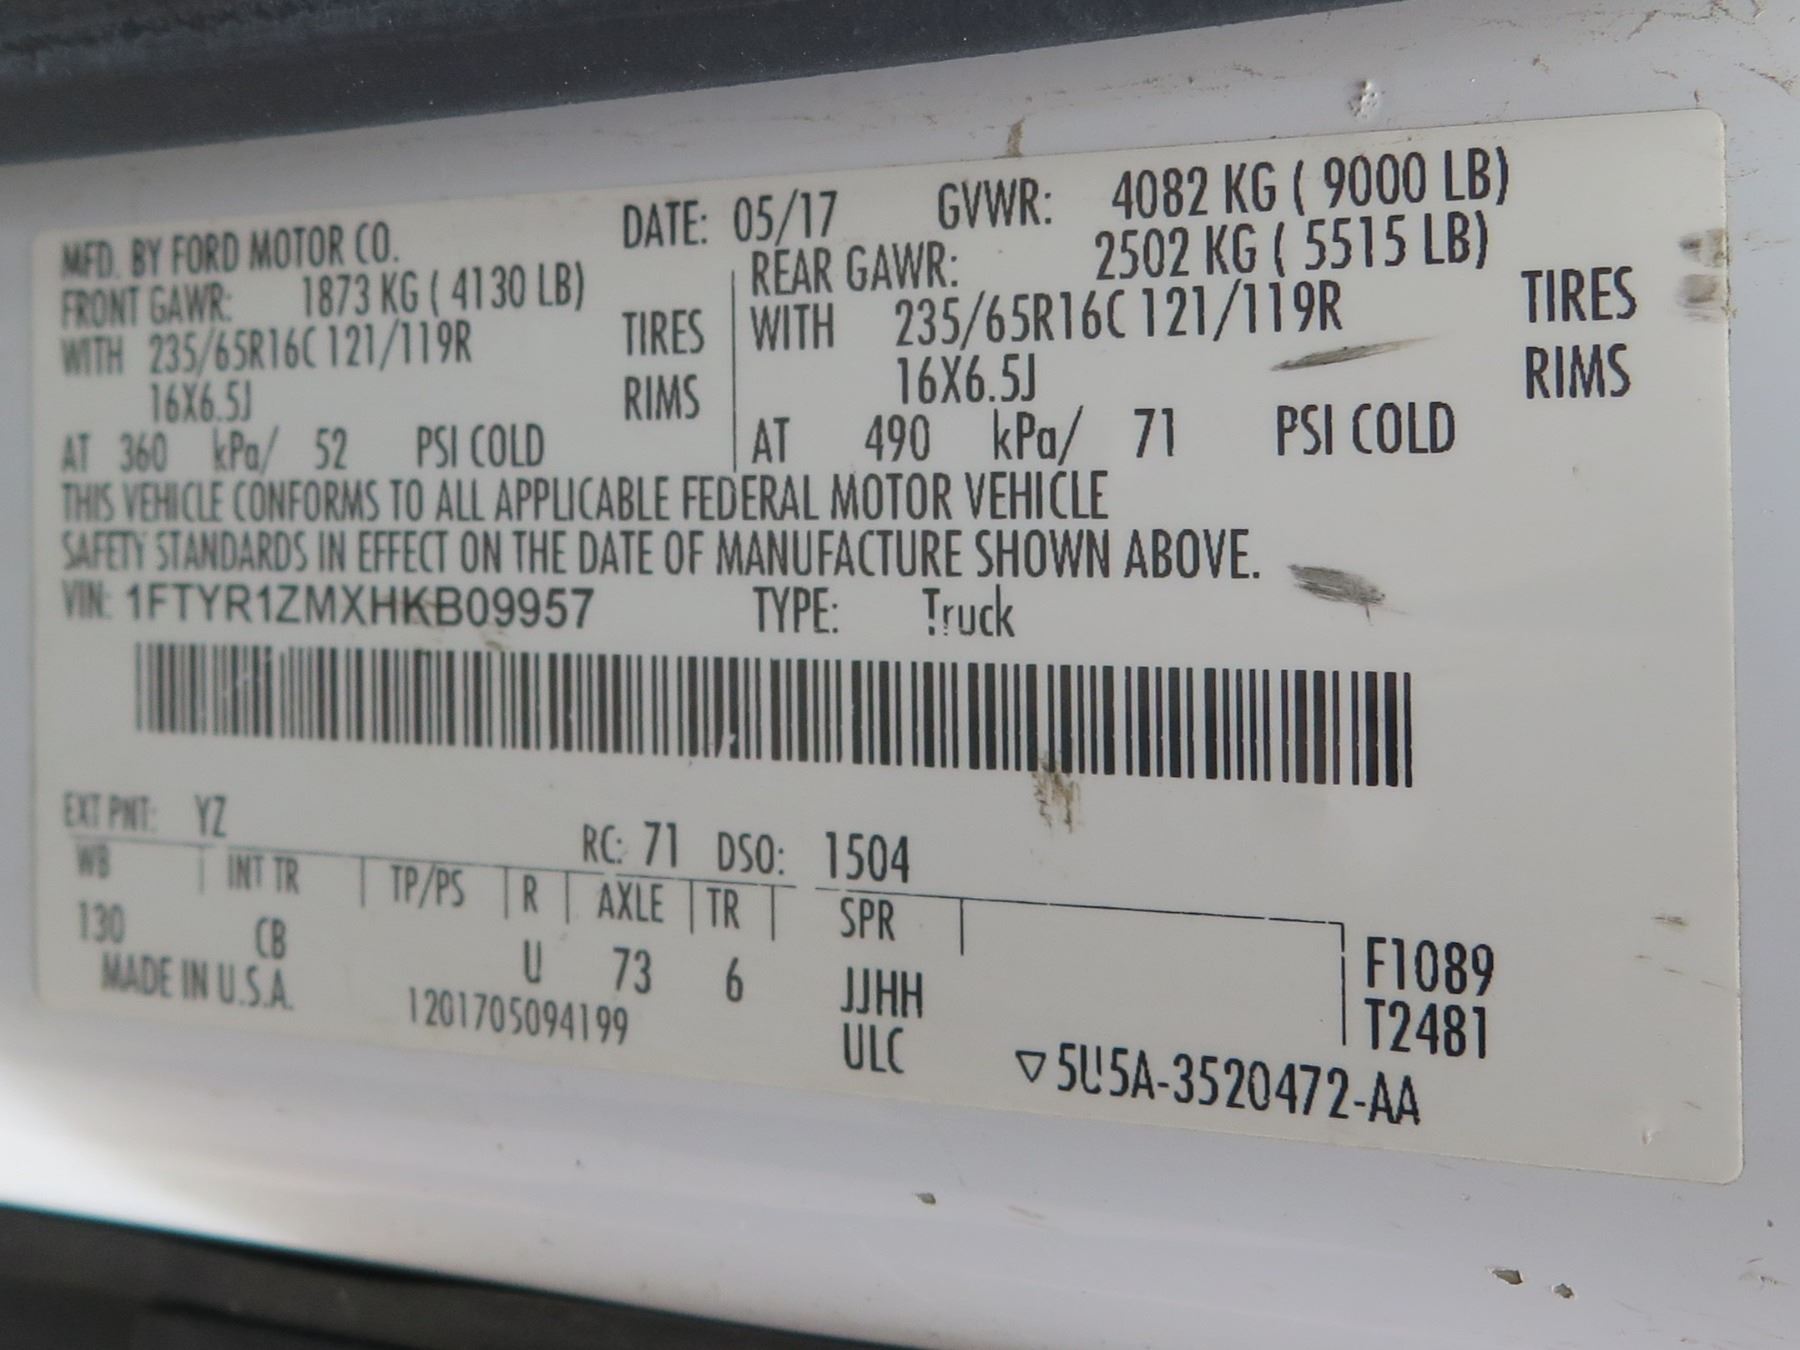 MFD. BY FORD MOTOR CO. DATE: 05/17 GVWR: 4082 KG ( 9000 LB)
FRONT GAWR: 1873 KG ( 4130 LB) REAR GAWR: 2502 KG ( 5515 LB)
WITH 235/65R16C 121/119R TIRES WITH 235/65R16C 121/119R TIRES
16X6.5J RIMS 16X6.5J RIMS
AT 360 kPa/ 52 PSI COLD AT 490 kPa/ 71 PSI COLD
THIS VEHICLE CONFORMS TO ALL APPLICABLE FEDERAL MOTOR VEHICLE
SAFETY STANDARDS IN EFFECT ON THE DATE OF MANUFACTURE SHOWN ABOVE.
VIN: 1FTYR1ZMXHKB09957 TYPE: Truck
EXT PNT: YZ RC: 71 DSO: 1504
WB INT TR TP/PS R AXLE TR SPR
130 CB U 73 6 JJHH F1089
MADE IN U.S.A. 1201705094199 ULC T2481
▽5U5A-3520472-AA